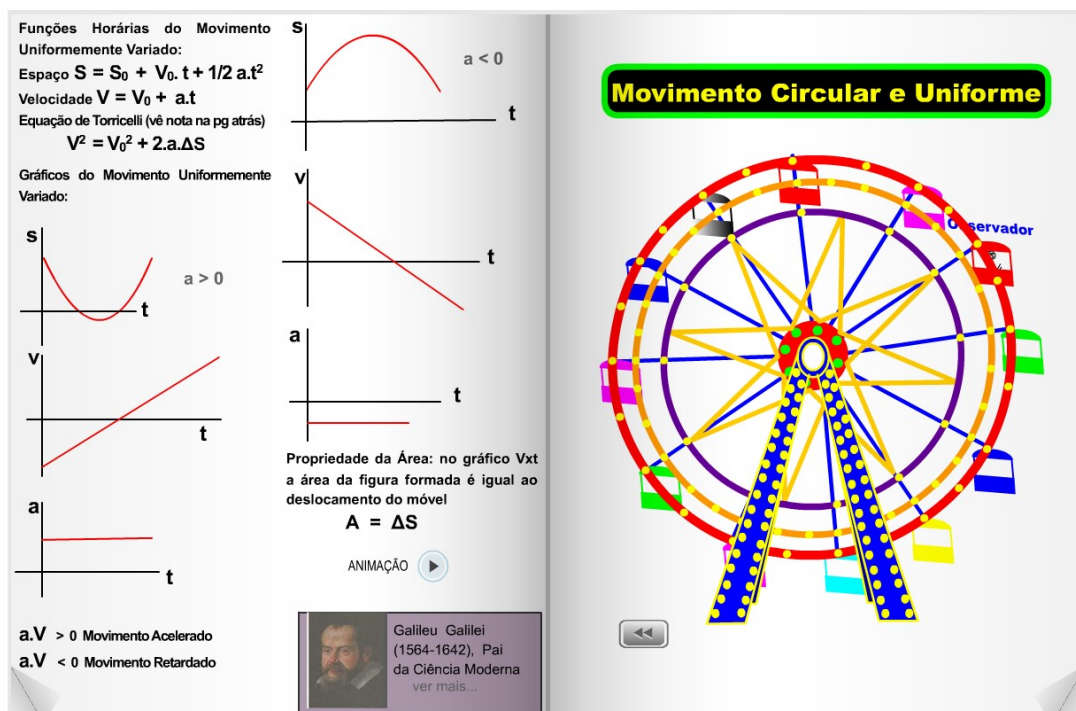 Funções Horárias do Movimento
Uniformemente Variado:
Espaço S = S₀ + V₀. t + 1/2 a.t²
Velocidade V = V₀ + a.t
Equação de Torricelli (vê nota na pg atrás)
V² = V₀² + 2.a.ΔS
Gráficos do Movimento Uniformemente
Variado:
s
a > 0
t
v
t
a
t
a.V > 0 Movimento Acelerado
a.V < 0 Movimento Retardado
s
a < 0
t
v
t
a
t
Propriedade da Área: no gráfico Vxt
a área da figura formada é igual ao
deslocamento do móvel
A = ΔS
ANIMAÇÃO
Galileu Galilei
(1564-1642), Pai
da Ciência Moderna
ver mais...
Movimento Circular e Uniforme
Observador